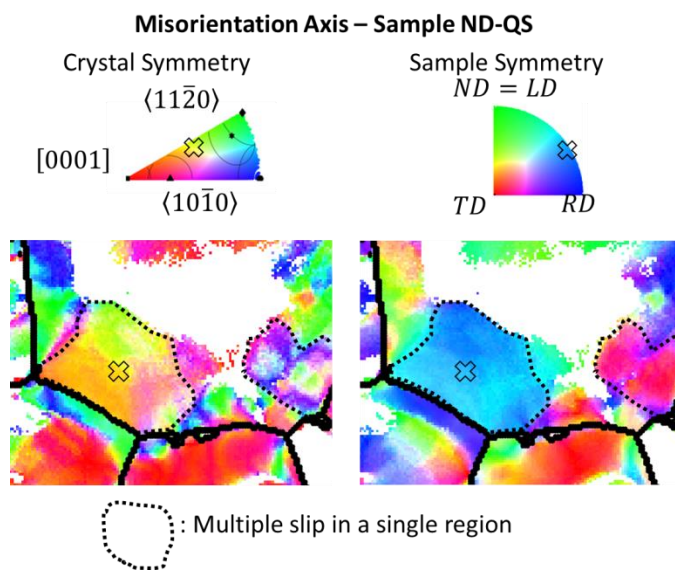 Misorientation Axis – Sample ND-QS
Crystal Symmetry
Sample Symmetry
⟨112̅0⟩
ND = LD
[0001]
⟨101̅0⟩
TD
RD
: Multiple slip in a single region